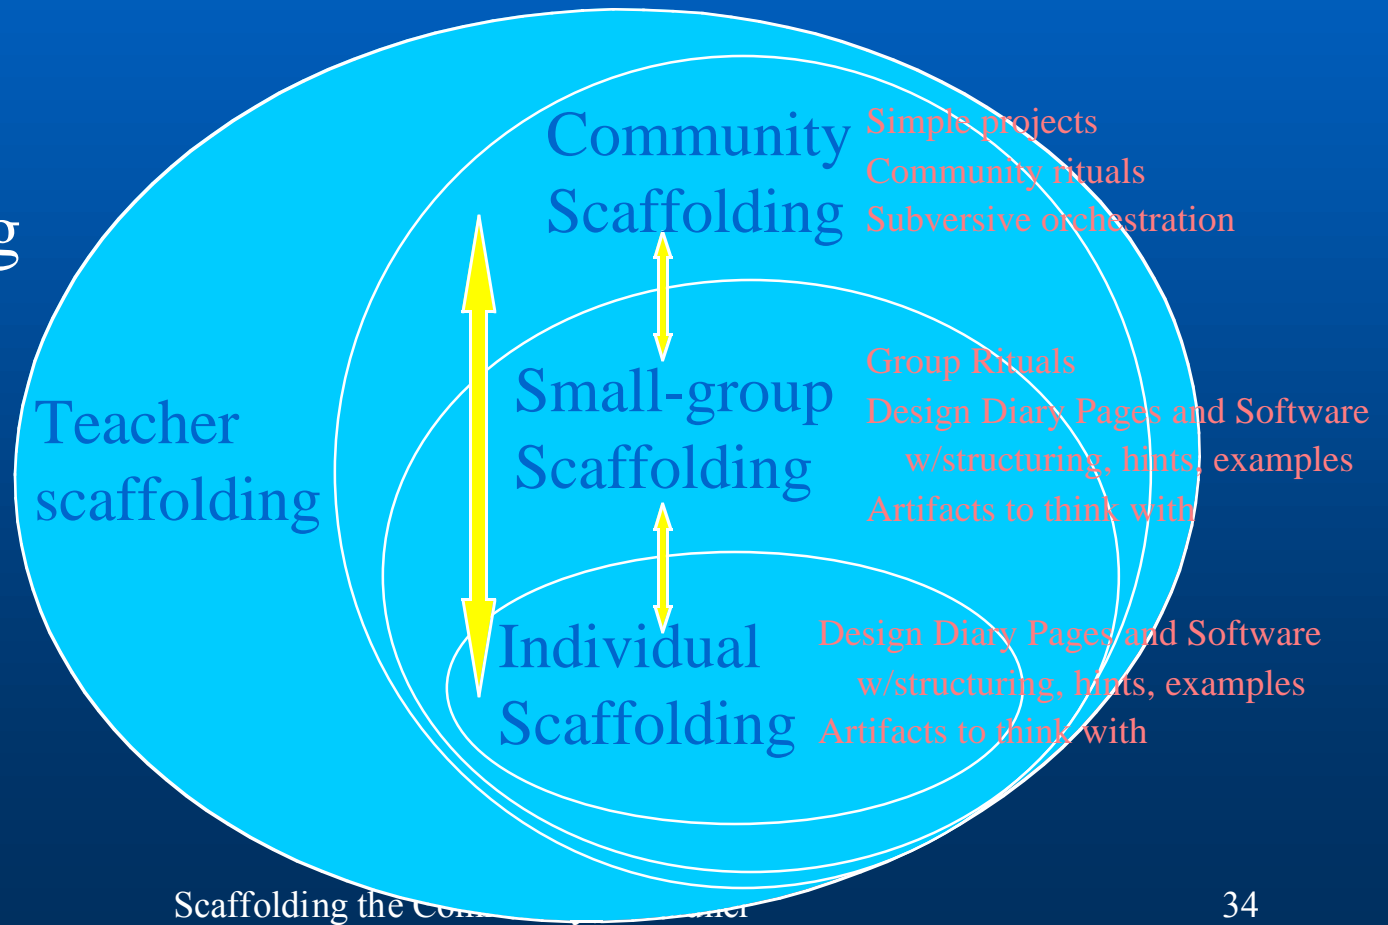 g
Community
Scaffolding
Simple projects
Community rituals
Subversive orchestration
Teacher
scaffolding
Small-group
Scaffolding
Group Rituals
Design Diary Pages and Software
w/structuring, hints, examples
Artifacts to think with
Individual
Scaffolding
Design Diary Pages and Software
w/structuring, hints, examples
Artifacts to think with
Scaffolding the
34